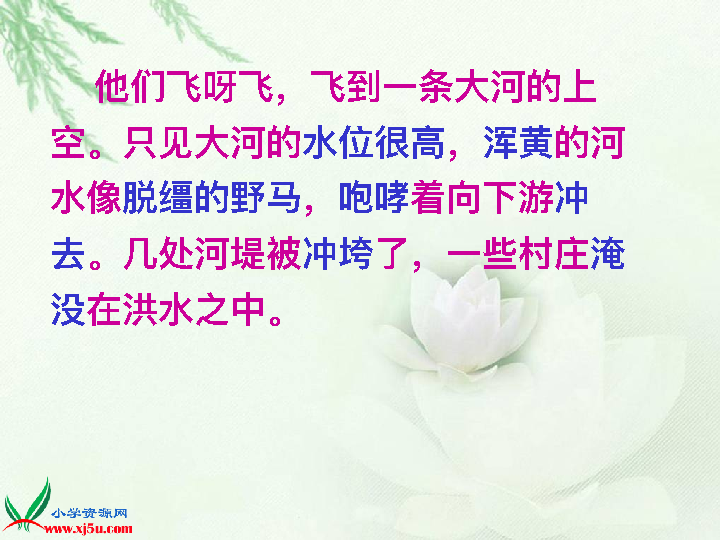 他们飞呀飞，飞到一条大河的上
空。只见大河的水位很高，浑黄的河
水像脱缰的野马，咆哮着向下游冲
去。几处河堤被冲垮了，一些村庄淹
没在洪水之中。
小学资源网
www.xj5u.com